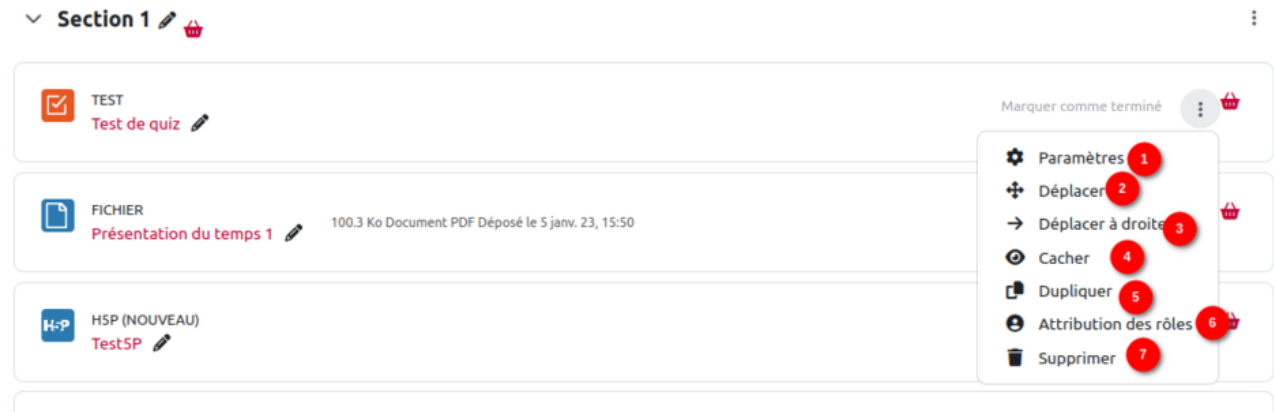 Section 1
TEST
Test de quiz
Marquer comme terminé
Paramètres 1
Déplacer 2
Déplacer à droite 3
Cacher 4
Dupliquer 5
Attribution des rôles 6
Supprimer 7
FICHIER
Présentation du temps 1
100.3 Ko Document PDF Déposé le 5 janv. 23, 15:50
H5P
H5P (NOUVEAU)
Test5P